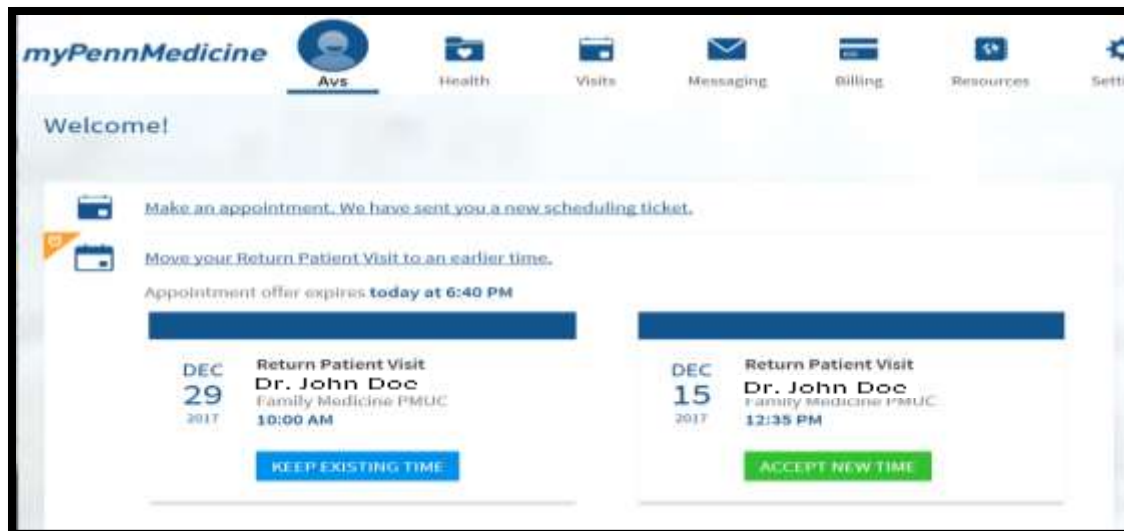 myPennMedicine
Avs Health Visits Messaging Billing Resources Setti
Welcome!
Make an appointment. We have sent you a new scheduling ticket.
Move your Return Patient Visit to an earlier time.
Appointment offer expires today at 6:40 PM
DEC
29
2017
Return Patient Visit
Dr. John Doe
Family Medicine PMUC
10:00 AM
KEEP EXISTING TIME
DEC
15
2017
Return Patient Visit
Dr. John Doe
Family Medicine PMUC
12:35 PM
ACCEPT NEW TIME